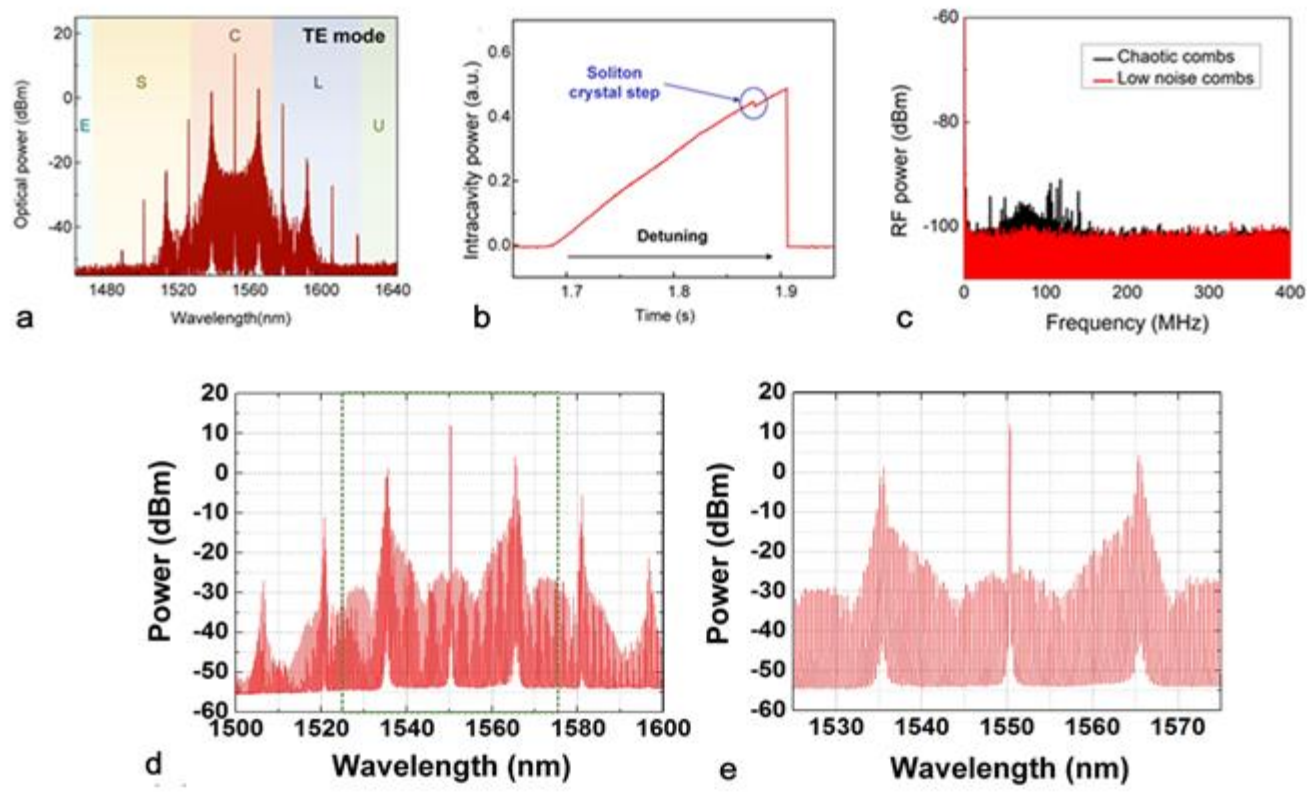 20
0
-20
-40
Optical power (dBm)
E
S
C
L
U
TE mode
1480 1520 1560 1600 1640
Wavelength(nm)
a
0.6
0.4
0.2
0.0
Intracavity power (a.u.)
Soliton
crystal step
Detuning
1.7 1.8 1.9
Time (s)
b
-60
-80
-100
RF power (dBm)
Chaotic combs
Low noise combs
0 100 200 300 400
Frequency (MHz)
c
20
10
0
-10
-20
-30
-40
-50
-60
Power (dBm)
1500 1520 1540 1560 1580 1600
Wavelength (nm)
d
20
10
0
-10
-20
-30
-40
-50
-60
Power (dBm)
1530 1540 1550 1560 1570
Wavelength (nm)
e